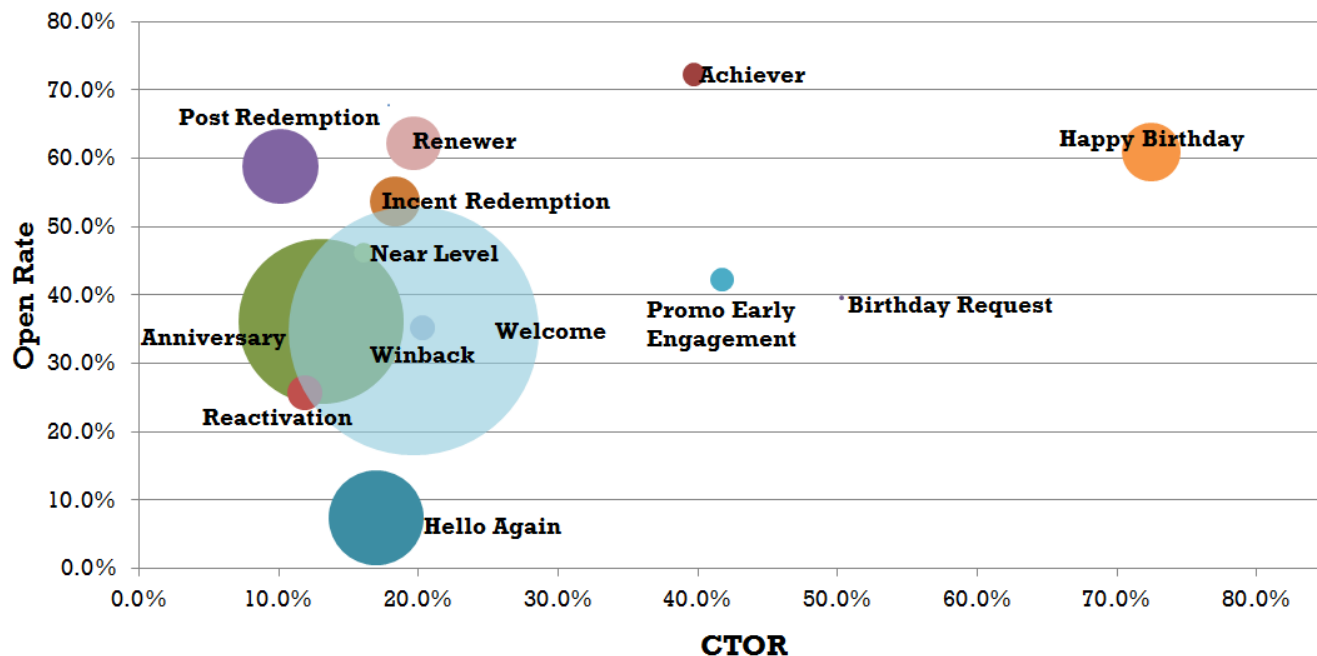 80.0%
70.0%
60.0%
50.0%
40.0%
30.0%
20.0%
10.0%
0.0%
Open Rate
Achiever
Post Redemption
Renewer
Happy Birthday
Incent Redemption
Near Level
Promo Early
Engagement
Birthday Request
Anniversary
Welcome
Winback
Reactivation
Hello Again
0.0%
10.0%
20.0%
30.0%
40.0%
50.0%
60.0%
70.0%
80.0%
CTOR